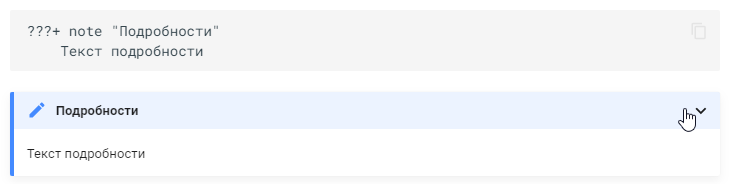 ???+ note "Подробности"
    Текст подробности
Подробности
Текст подробности